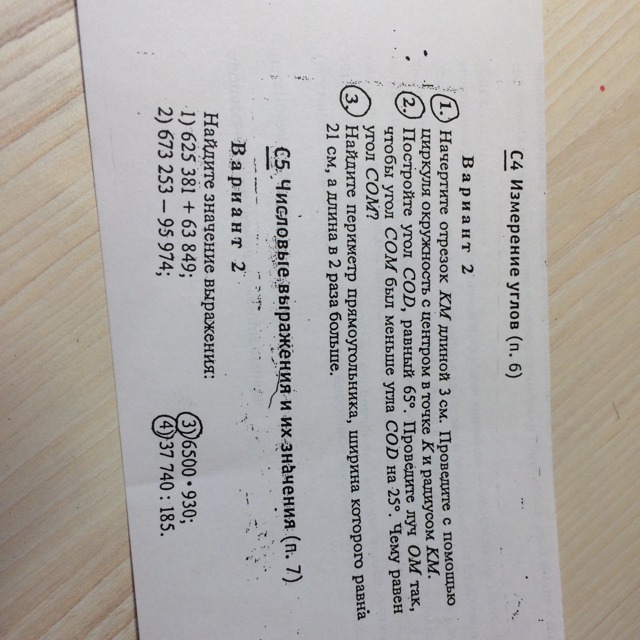 С4 Измерение углов (п. 6)
Вариант 2
1. Начертите отрезок KM длиной 3 см. Проведите с помощью
циркуля окружность с центром в точке K и радиусом KM.
2. Постройте угол COD, равный 65°. Проведите луч OM так,
чтобы угол COM был меньше угла COD на 25°. Чему равен
угол COM?
3. Найдите периметр прямоугольника, ширина которого равна
21 см, а длина в 2 раза больше.
С5 Числовые выражения и их значения (п. 7)
Вариант 2
Найдите значение выражения:
1) 625 381 + 63 849; 3) 6500 • 930;
2) 673 253 – 95 974; 4) 37 740 : 185.